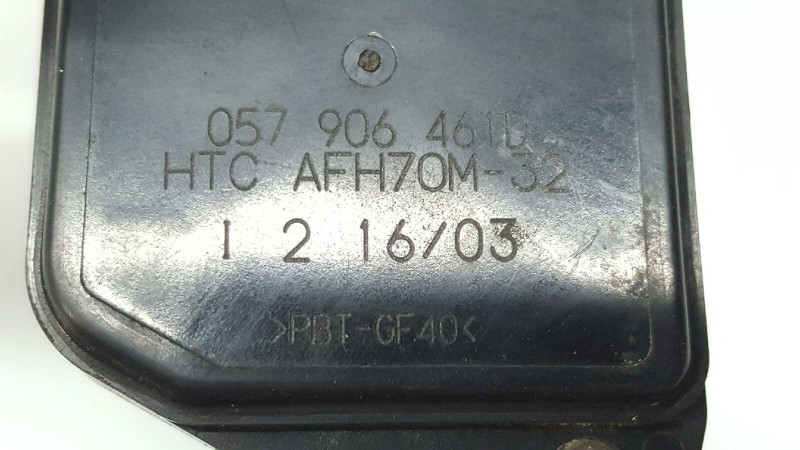 057 906 461D
HTC AFH70M-32
I 2 16/03
>PBT-GF40<